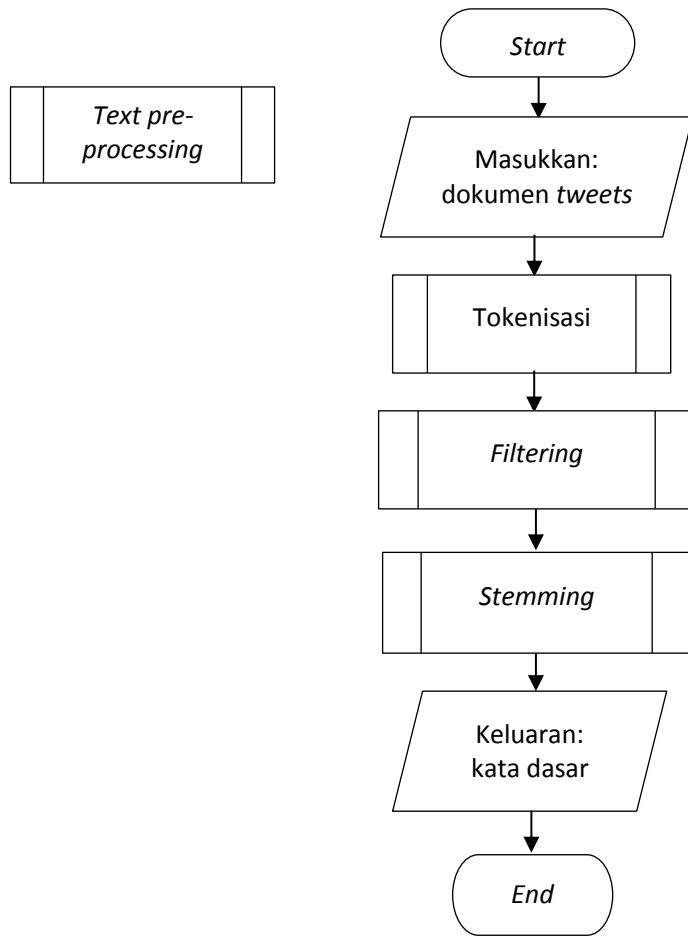 Text pre-
processing
Start
Masukkan:
dokumen tweets
Tokenisasi
Filtering
Stemming
Keluaran:
kata dasar
End